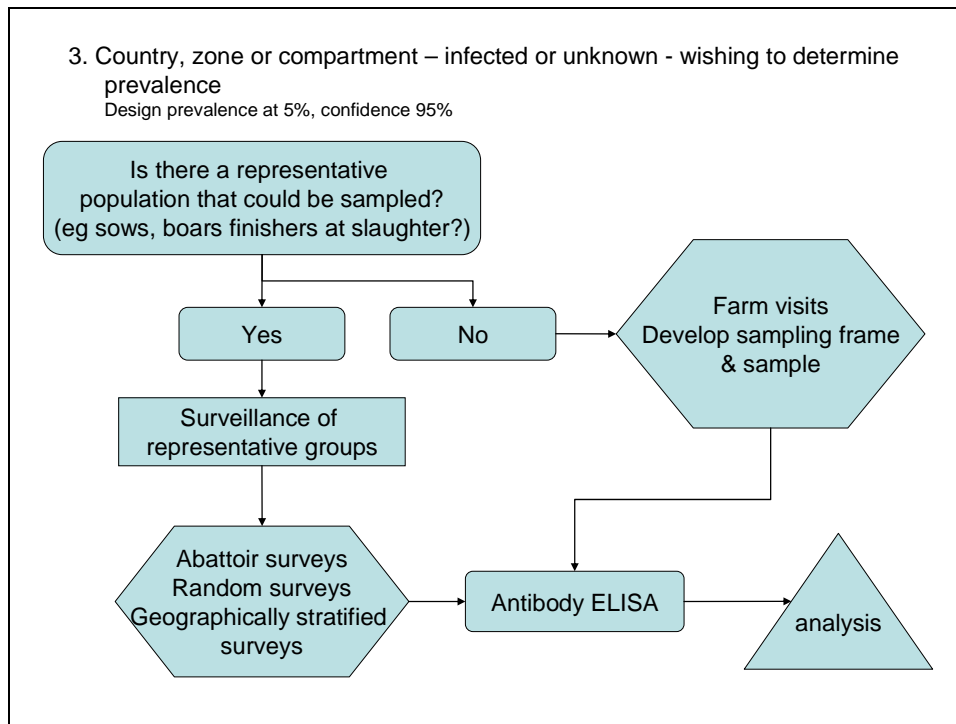 3. Country, zone or compartment – infected or unknown - wishing to determine
prevalence
Design prevalence at 5%, confidence 95%
Is there a representative
population that could be sampled?
(eg sows, boars finishers at slaughter?)
Yes
No
Farm visits
Develop sampling frame
& sample
Surveillance of
representative groups
Abattoir surveys
Random surveys
Geographically stratified
surveys
Antibody ELISA
analysis